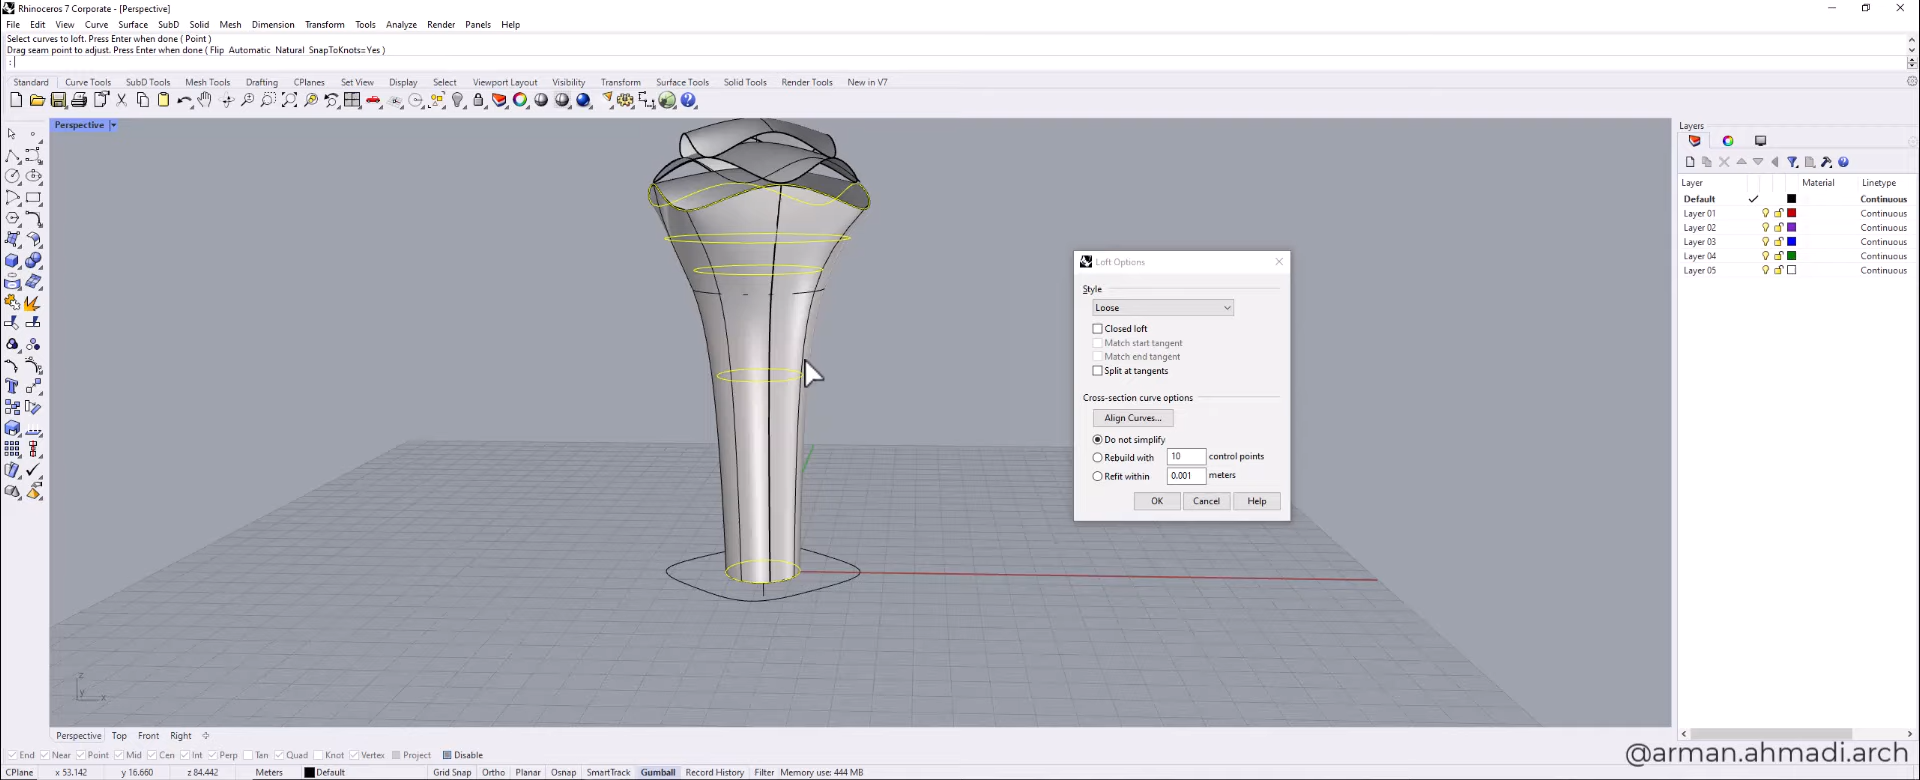 Rhinoceros 7 Corporate - [Perspective]
File Edit View Curve Surface SubD Solid Mesh Dimension Transform Tools Analyze Render Panels Help
Select curves to loft. Press Enter when done ( Point )
Drag seam point to adjust. Press Enter when done ( Flip Automatic Natural SnapToKnots=Yes )
:
Standard Curve Tools SubD Tools Mesh Tools Drafting CPlanes Set View Display Select Viewport Layout Visibility Transform Surface Tools Solid Tools Render Tools New in V7
Perspective
Layers
Layer Material Linetype
Default Continuous
Layer 01 Continuous
Layer 02 Continuous
Layer 03 Continuous
Layer 04 Continuous
Layer 05 Continuous
Loft Options
Style
Loose
Closed loft
Match start tangent
Match end tangent
Split at tangents
Cross-section curve options
Align Curves...
Do not simplify
Rebuild with 10 control points
Refit within 0.001 meters
OK Cancel Help
z
y x
Perspective Top Front Right
End Near Point Mid Cen Int Perp Tan Quad Knot Vertex Project Disable
@arman.ahmadi.arch
CPlane x 53.142 y 16.660 z 84.442 Meters Default Grid Snap Ortho Planar Osnap SmartTrack Gumball Record History Filter Memory use: 444 MB